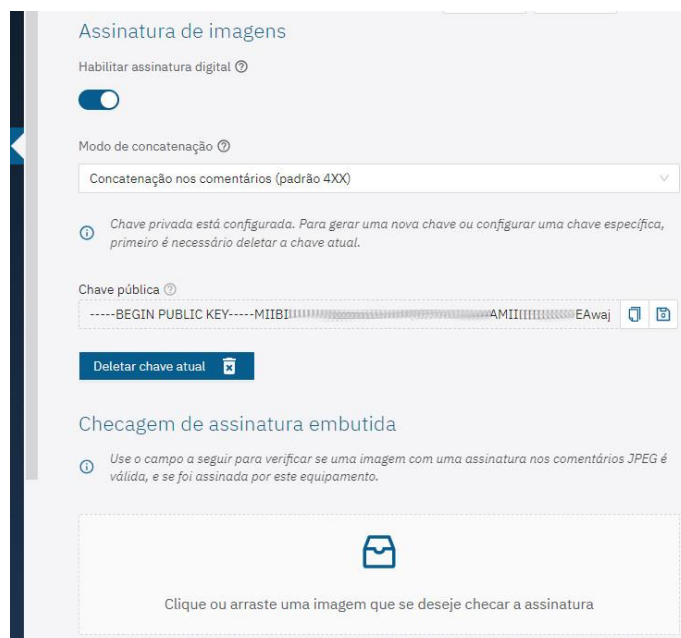 Assinatura de imagens
Habilitar assinatura digital
Modo de concatenação
Concatenação nos comentários (padrão 4XX)
Chave privada está configurada. Para gerar uma nova chave ou configurar uma chave específica,
primeiro é necessário deletar a chave atual.
Chave pública
-----BEGIN PUBLIC KEY-----MIIBI AMII EAwaj
Deletar chave atual
Checagem de assinatura embutida
Use o campo a seguir para verificar se uma imagem com uma assinatura nos comentários JPEG é
válida, e se foi assinada por este equipamento.
Clique ou arraste uma imagem que se deseje checar a assinatura